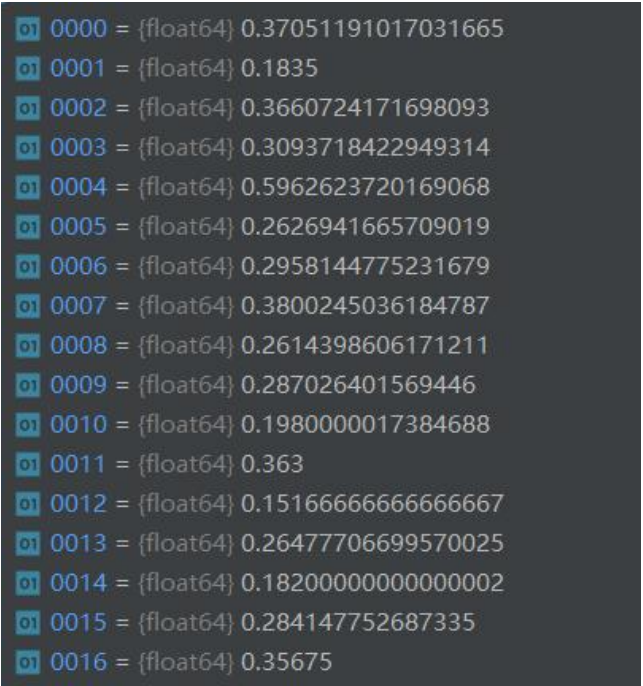 01 0000 = {float64} 0.37051191017031665
01 0001 = {float64} 0.1835
01 0002 = {float64} 0.3660724171698093
01 0003 = {float64} 0.3093718422949314
01 0004 = {float64} 0.5962623720169068
01 0005 = {float64} 0.2626941665709019
01 0006 = {float64} 0.2958144775231679
01 0007 = {float64} 0.3800245036184787
01 0008 = {float64} 0.2614398606171211
01 0009 = {float64} 0.287026401569446
01 0010 = {float64} 0.1980000017384688
01 0011 = {float64} 0.363
01 0012 = {float64} 0.15166666666666667
01 0013 = {float64} 0.26477706699570025
01 0014 = {float64} 0.18200000000000002
01 0015 = {float64} 0.284147752687335
01 0016 = {float64} 0.35675